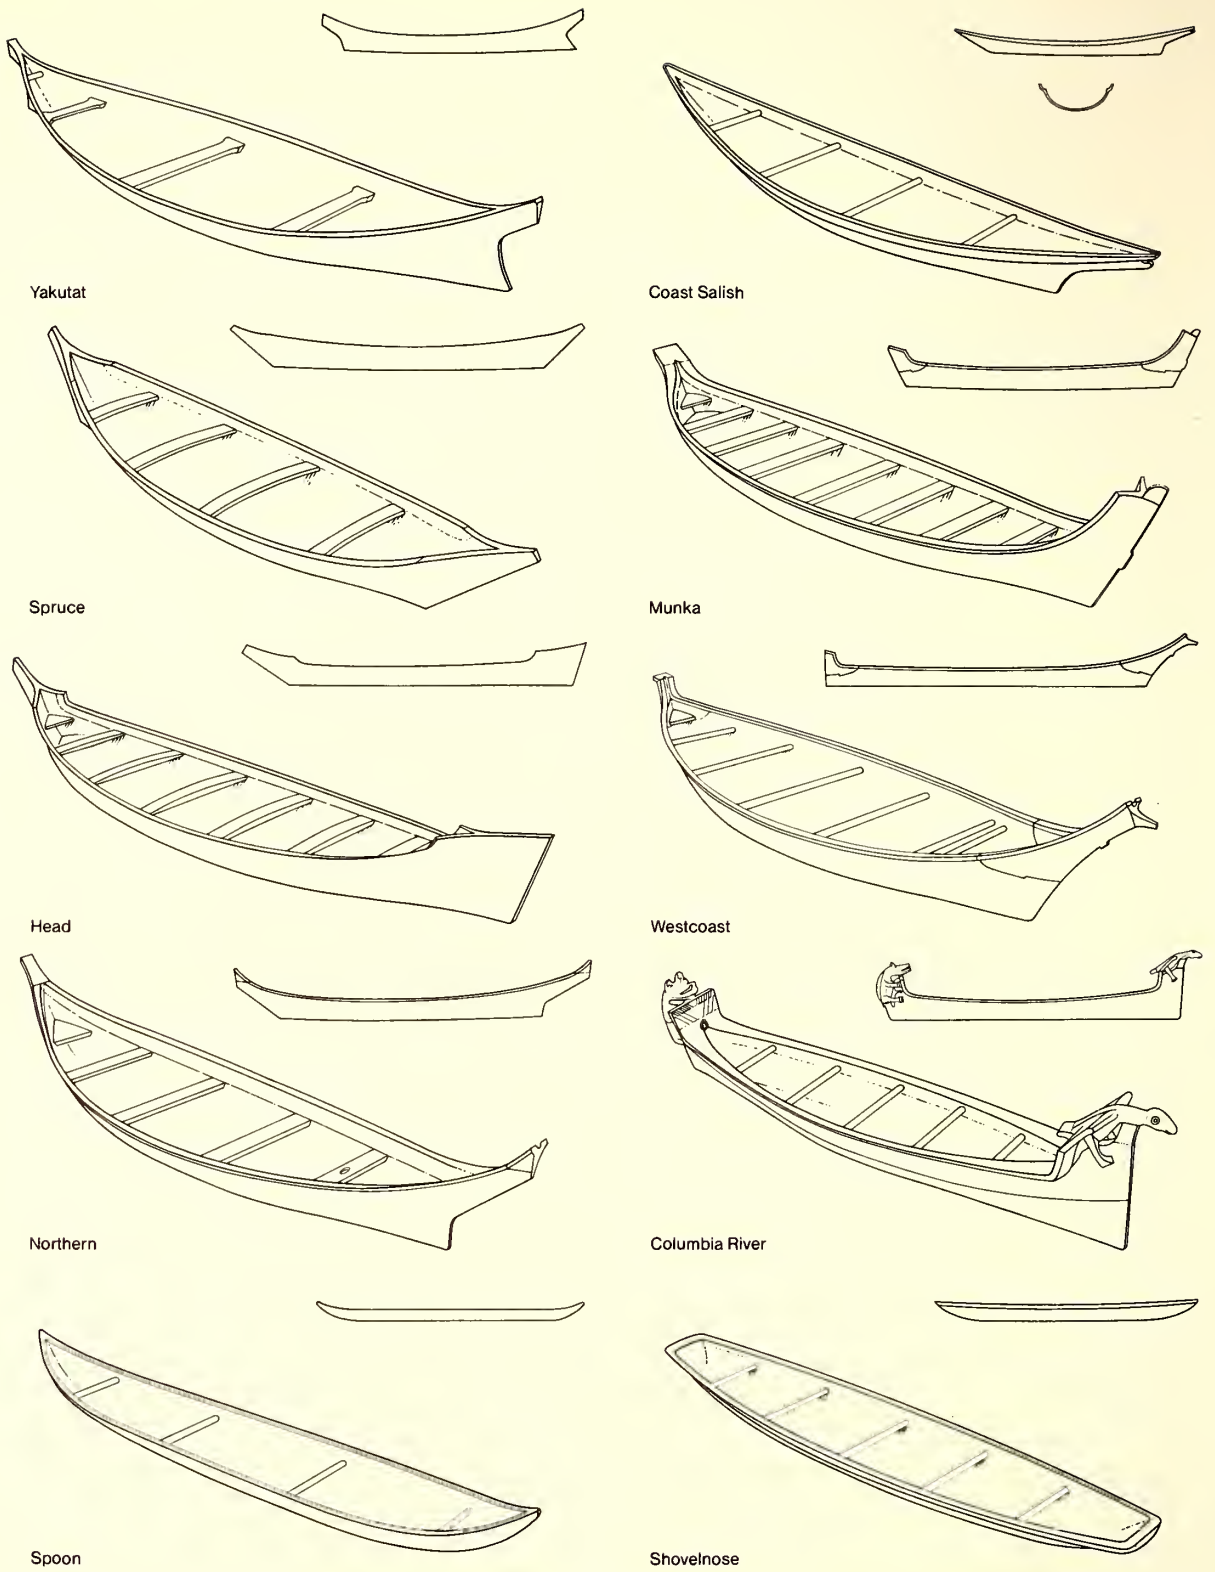 Yakutat
Coast Salish
Spruce
Munka
Head
Westcoast
Northern
Columbia River
Spoon
Shovelnose